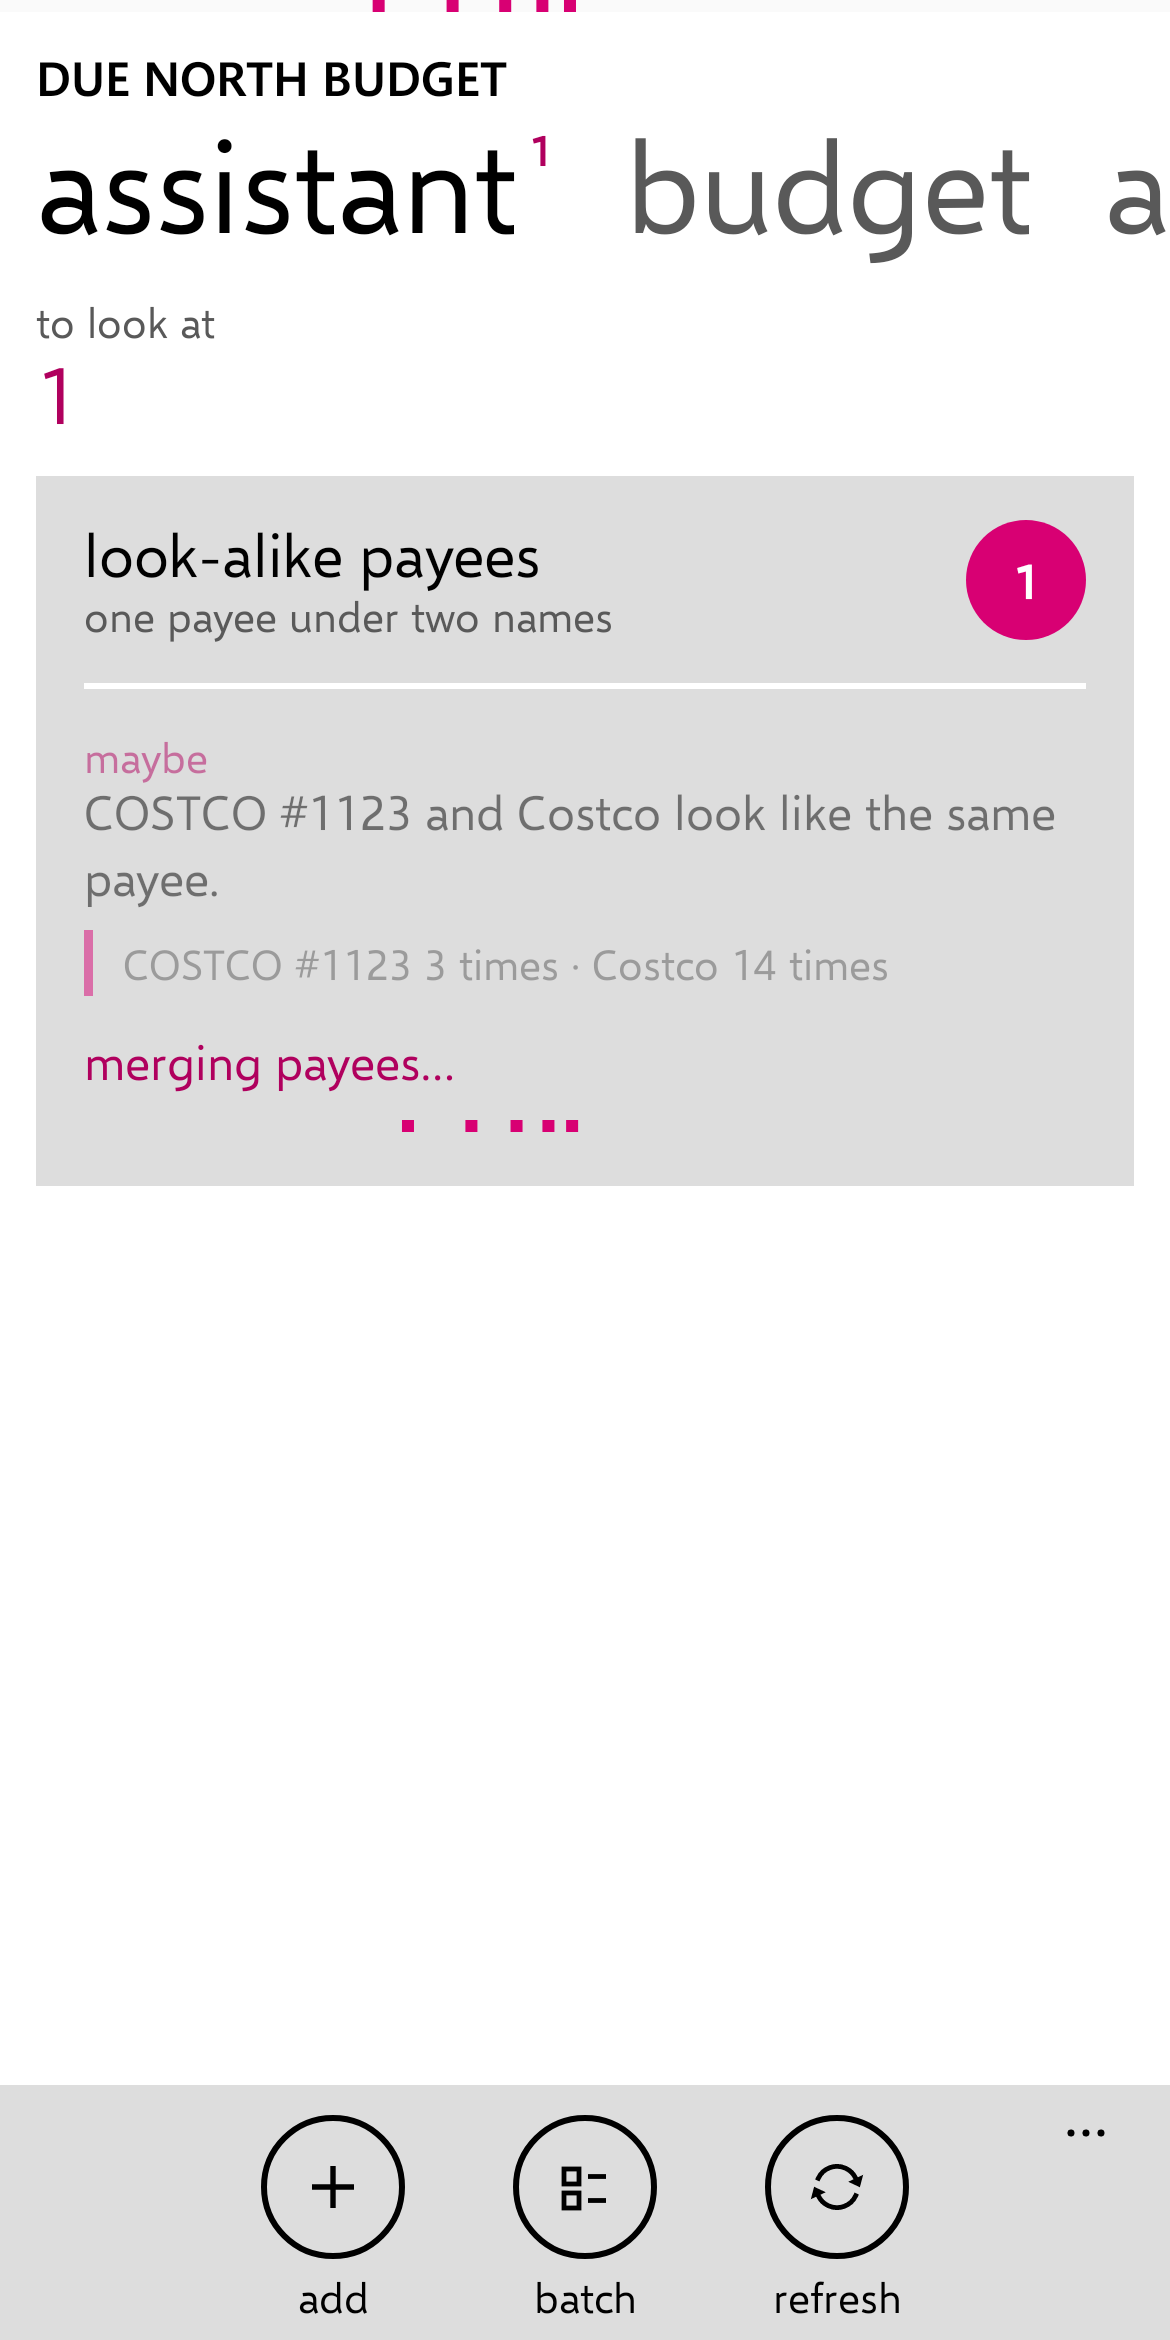 DUE NORTH BUDGET
assistant 1 budget a
to look at
1
look-alike payees
1
one payee under two names
maybe
COSTCO #1123 and Costco look like the same
payee.
COSTCO #1123 3 times · Costco 14 times
merging payees...
add batch refresh